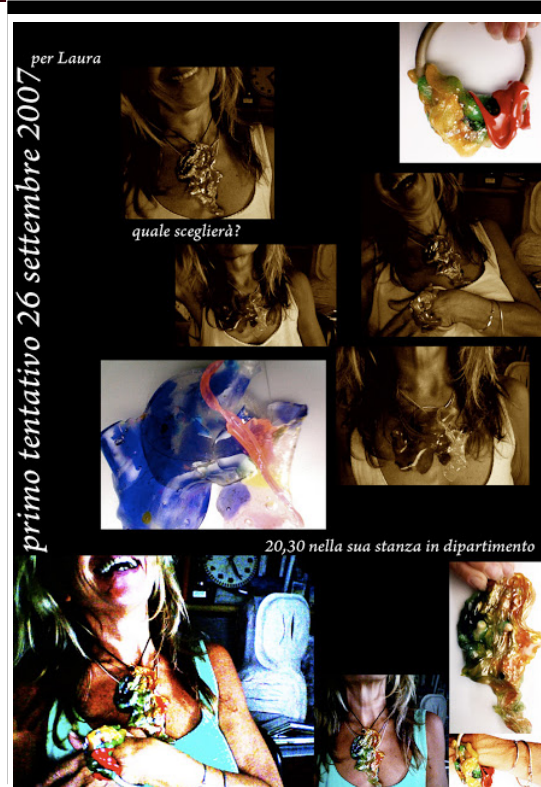 per Laura
primo tentativo 26 settembre 2007
quale sceglierà?
20,30 nella sua stanza in dipartimento